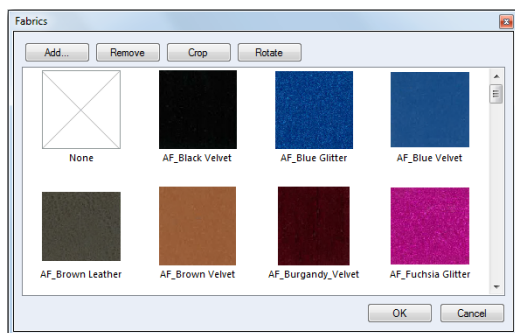 Fabrics
Add... Remove Crop Rotate
None AF_Black Velvet AF_Blue Glitter AF_Blue Velvet
AF_Brown Leather AF_Brown Velvet AF_Burgandy_Velvet AF_Fuchsia Glitter
OK Cancel